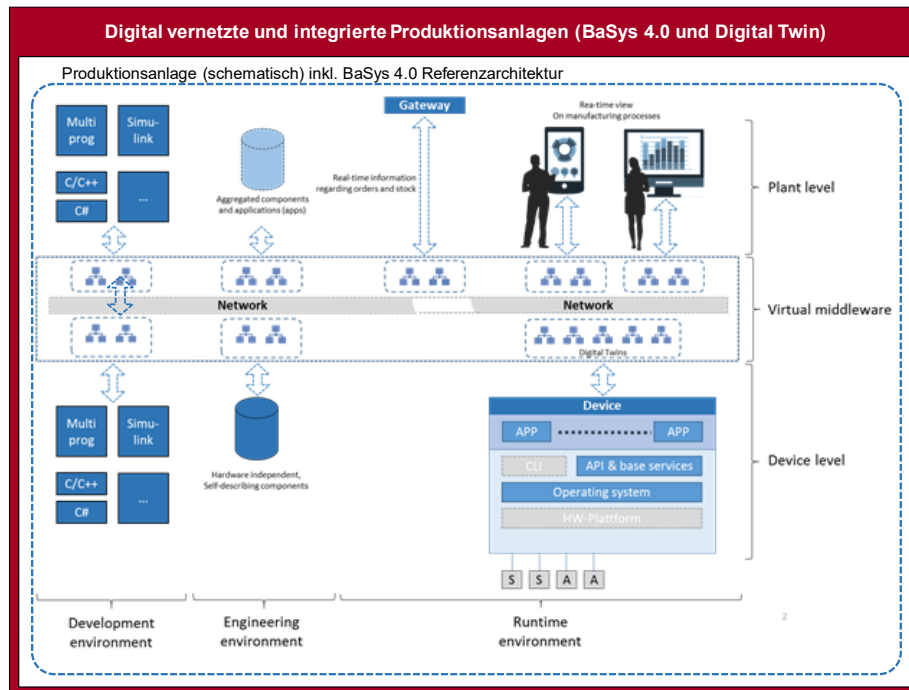 Digital vernetzte und integrierte Produktionsanlagen (BaSys 4.0 und Digital Twin)
Produktionsanlage (schematisch) inkl. BaSys 4.0 Referenzarchitektur
Multi
prog
Simu-
link
C/C++
C#
...
Aggregated components
and applications (apps)
Gateway
Real-time information
regarding orders and stock
Rea-time view
On manufacturing processes
Plant level
Network
Network
Digital Twins
Virtual middleware
Multi
prog
Simu-
link
C/C++
C#
...
Hardware independent,
Self-describing components
Device
APP
APP
CLI
API & base services
Operating system
HW-Plattform
S
S
A
A
Device level
Development
environment
Engineering
environment
Runtime
environment
2